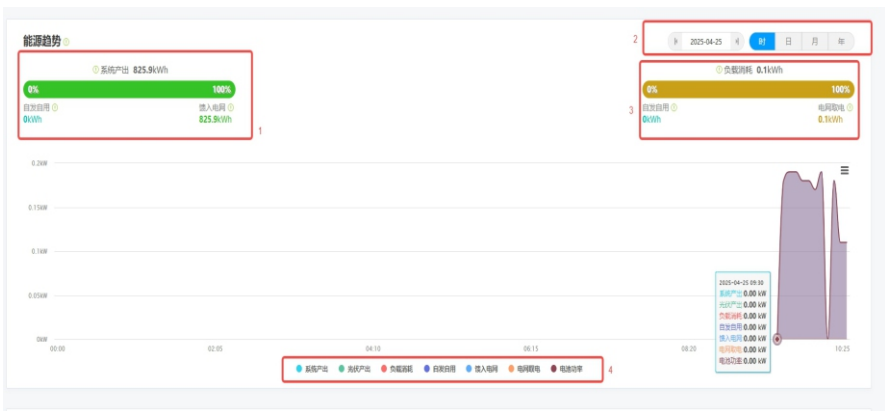 能源趋势
2
2025-04-25 时 日 月 年
系统产出 825.9kWh
负载消耗 0.1kWh
0% 100%
0% 100%
自发自用 馈入电网
0kWh 825.9kWh
1
3
自发自用 电网取电
0kWh 0.1kWh
0.2kW
0.15kW
0.1kW
0.05kW
0kW
2025-04-25 09:30
系统产出 0.00 kW
光伏产出 0.00 kW
负载消耗 0.00 kW
自发自用 0.00 kW
馈入电网 0.00 kW
电网取电 0.00 kW
电池功率 0.00 kW
00:00 02:05 04:10 06:15 08:20 10:25
系统产出 光伏产出 负载消耗 自发自用 馈入电网 电网取电 电池功率
4